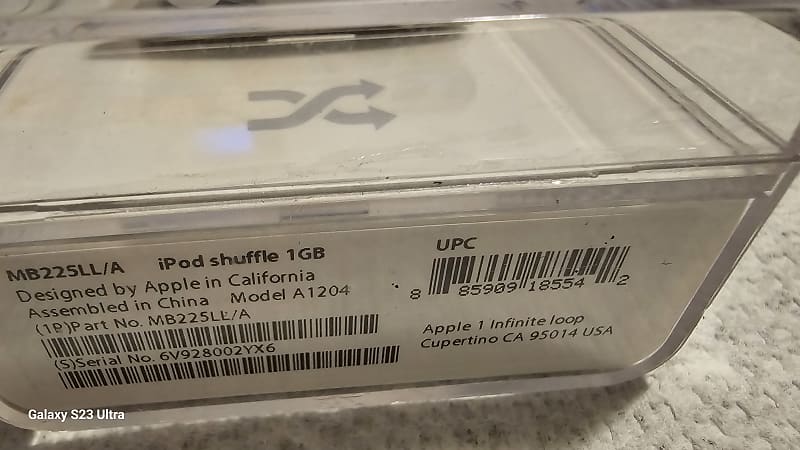 MB225LL/A iPod shuffle 1GB
Designed by Apple in California
Assembled in China Model A1204
(1P)Part No. MB225LL/A
(S)Serial No. 6V928002YX6
UPC
8 85909 18554 2
Apple 1 Infinite loop
Cupertino CA 95014 USA
Galaxy S23 Ultra